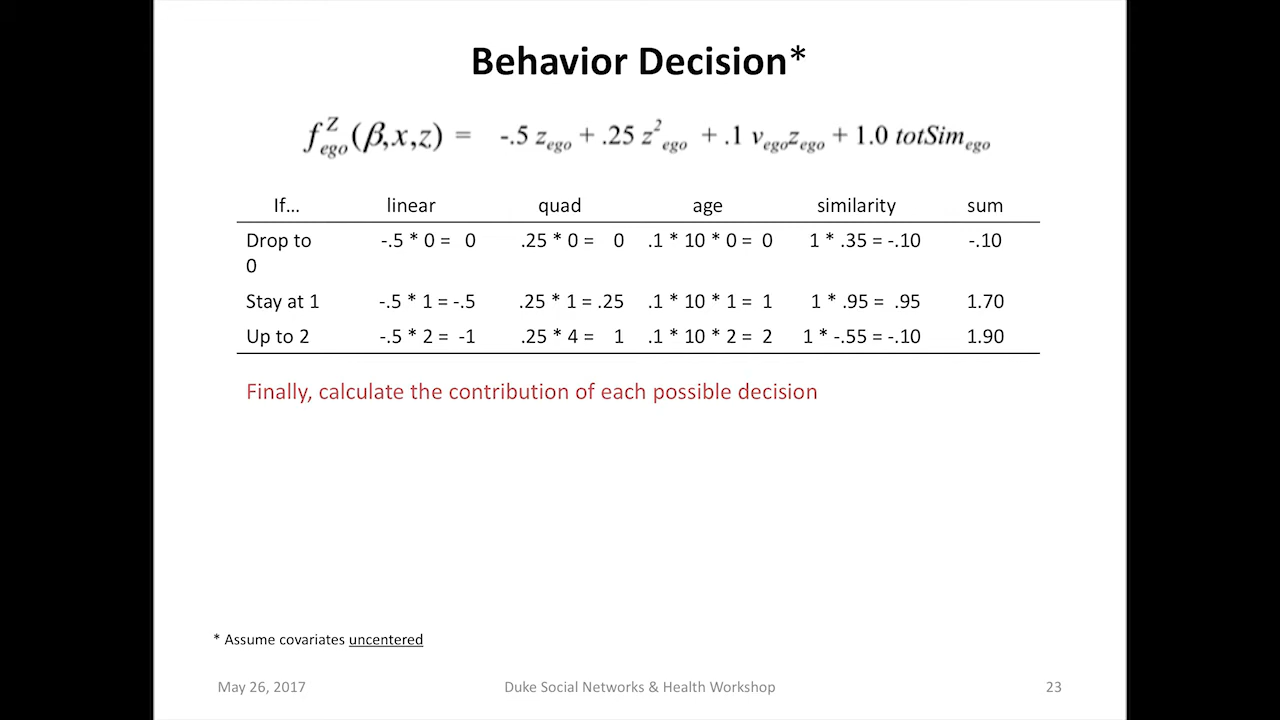 Behavior Decision*
f^Z_ego (β,x,z) = -.5 z_ego + .25 z²_ego + .1 v_ego z_ego + 1.0 totSim_ego
If… linear quad age similarity sum
Drop to 0 -.5 * 0 = 0 .25 * 0 = 0 .1 * 10 * 0 = 0 1 * .35 = -.10 -.10
Stay at 1 -.5 * 1 = -.5 .25 * 1 = .25 .1 * 10 * 1 = 1 1 * .95 = .95 1.70
Up to 2 -.5 * 2 = -1 .25 * 4 = 1 .1 * 10 * 2 = 2 1 * -.55 = -.10 1.90
Finally, calculate the contribution of each possible decision
* Assume covariates uncentered
May 26, 2017 Duke Social Networks & Health Workshop 23